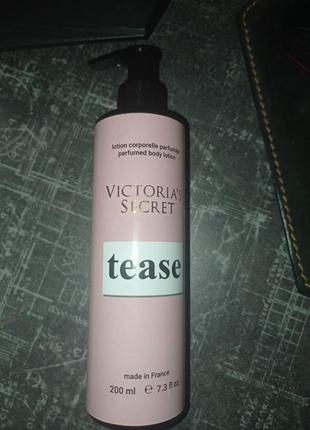 lotion corporelle parfumée
perfumed body lotion
VICTORIA'S
SECRET
tease
made in France
200 ml ℮ 7.3 fl oz